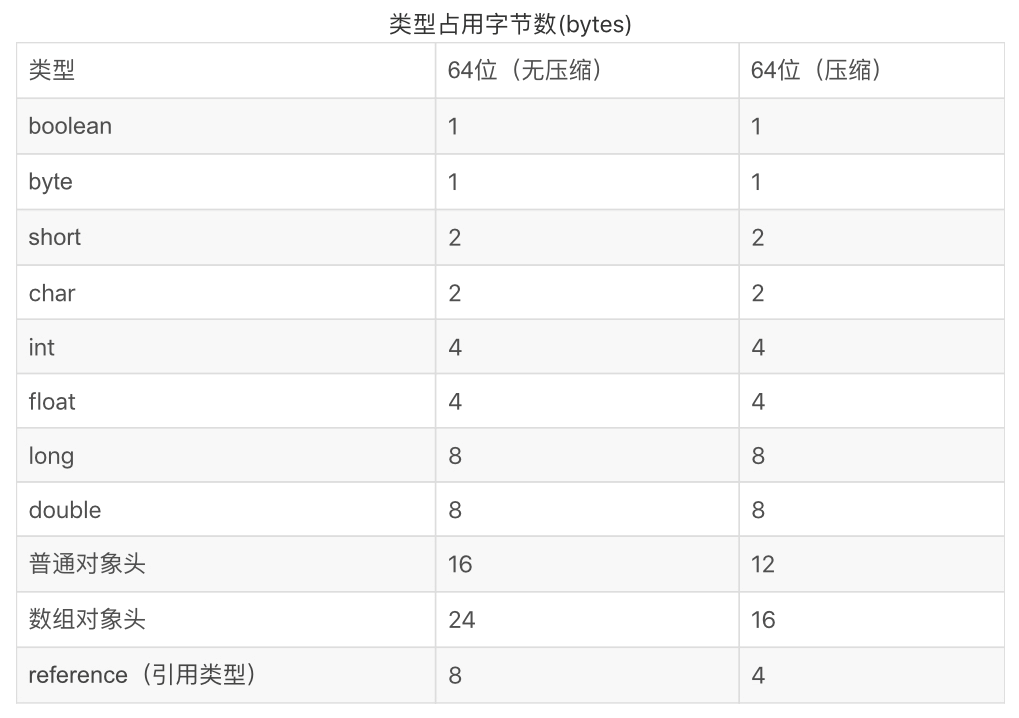 类型占用字节数(bytes)
类型 64位（无压缩） 64位（压缩）
boolean 1 1
byte 1 1
short 2 2
char 2 2
int 4 4
float 4 4
long 8 8
double 8 8
普通对象头 16 12
数组对象头 24 16
reference（引用类型） 8 4